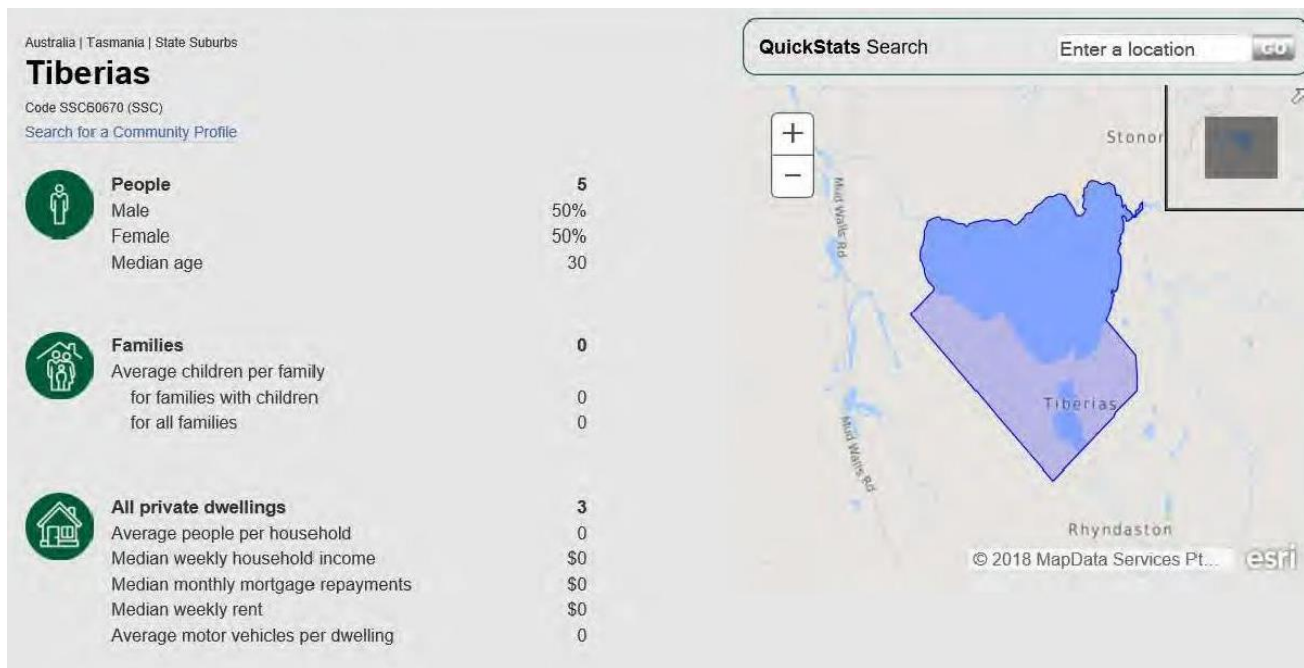 Australia | Tasmania | State Suburbs
Tiberias
Code SSC60670 (SSC)
Search for a Community Profile
People 5
Male 50%
Female 50%
Median age 30
Families 0
Average children per family
for families with children 0
for all families 0
All private dwellings 3
Average people per household 0
Median weekly household income $0
Median monthly mortgage repayments $0
Median weekly rent $0
Average motor vehicles per dwelling 0
QuickStats Search Enter a location GO
+
−
Stonor
Mud Walls Rd
Tiberias
Mud Walls Rd
Rhyndaston
© 2018 MapData Services Pt... esri